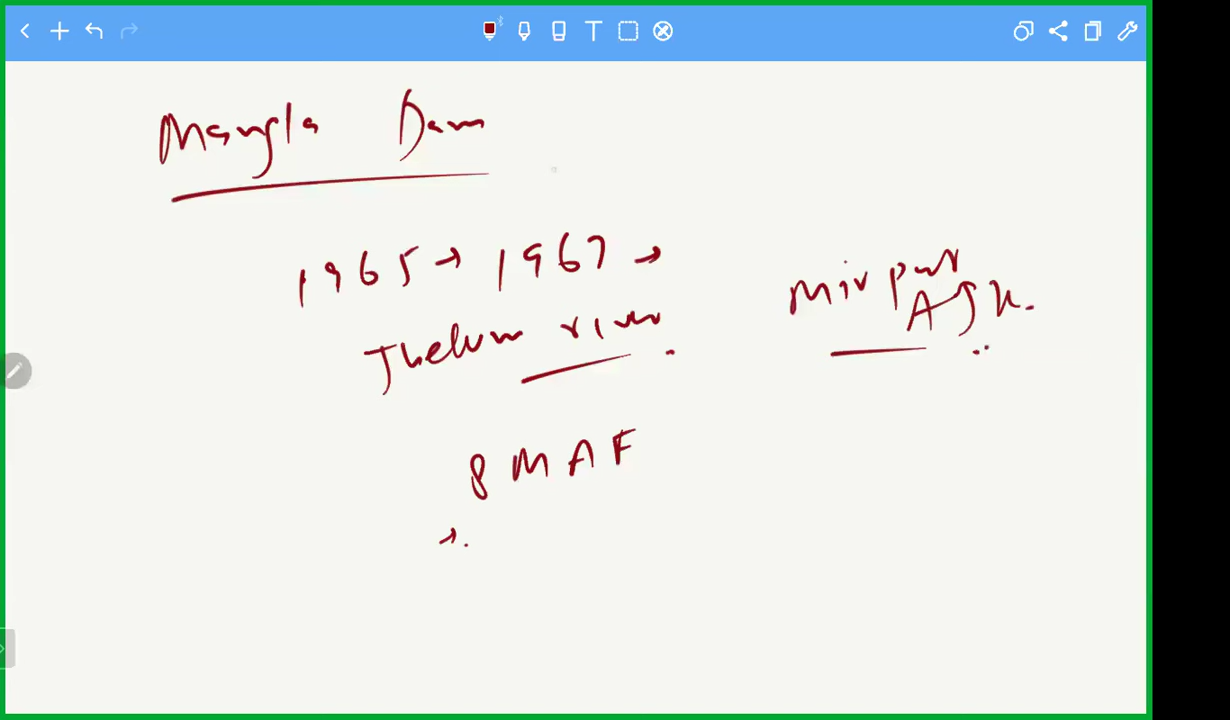 Mangla Dam
1965 → 1967 →
Jhelum river
mirpur
AJK.
8 MAF